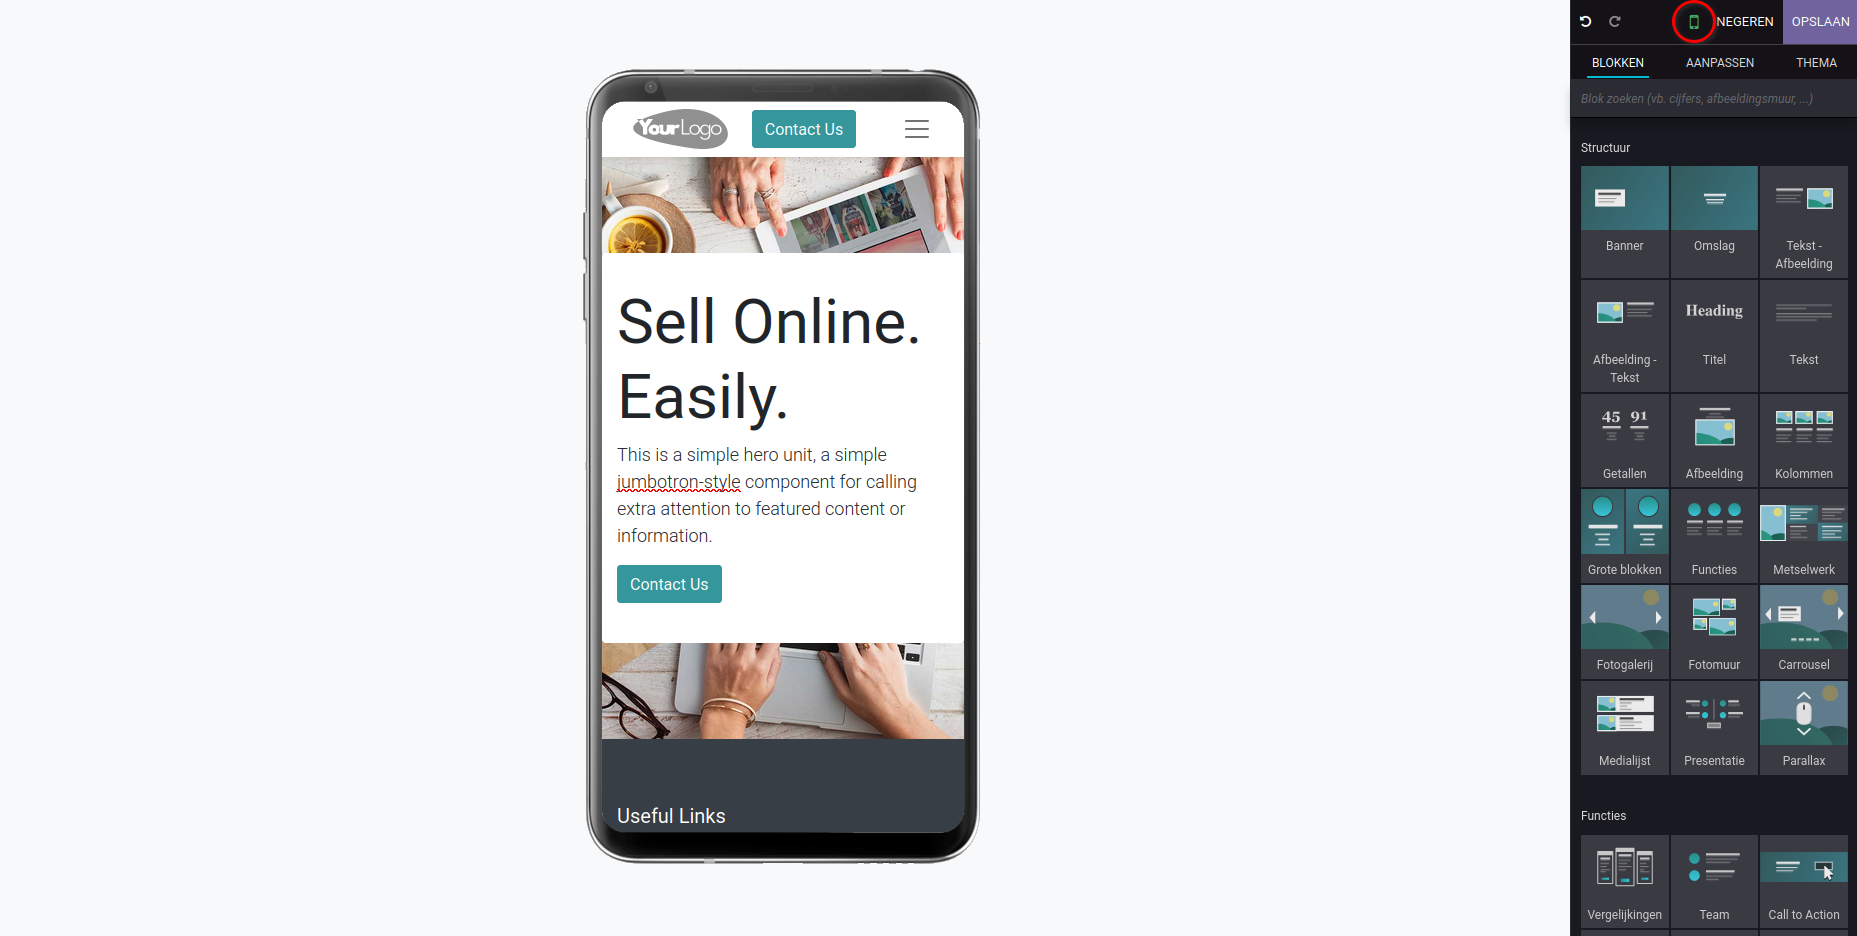 NEGEREN
OPSLAAN
BLOKKEN
AANPASSEN
THEMA
Blok zoeken (vb. cijfers, afbeeldingsmuur, ...)
YourLogo
Contact Us
Sell Online.
Easily.
This is a simple hero unit, a simple
jumbotron-style component for calling
extra attention to featured content or
information.
Contact Us
Useful Links
Structuur
Banner
Omslag
Tekst -
Afbeelding
Afbeelding -
Tekst
Heading
Titel
Tekst
45 91
Getallen
Afbeelding
Kolommen
Grote blokken
Functies
Metselwerk
Fotogalerij
Fotomuur
Carrousel
Medialijst
Presentatie
Parallax
Functies
Vergelijkingen
Team
Call to Action